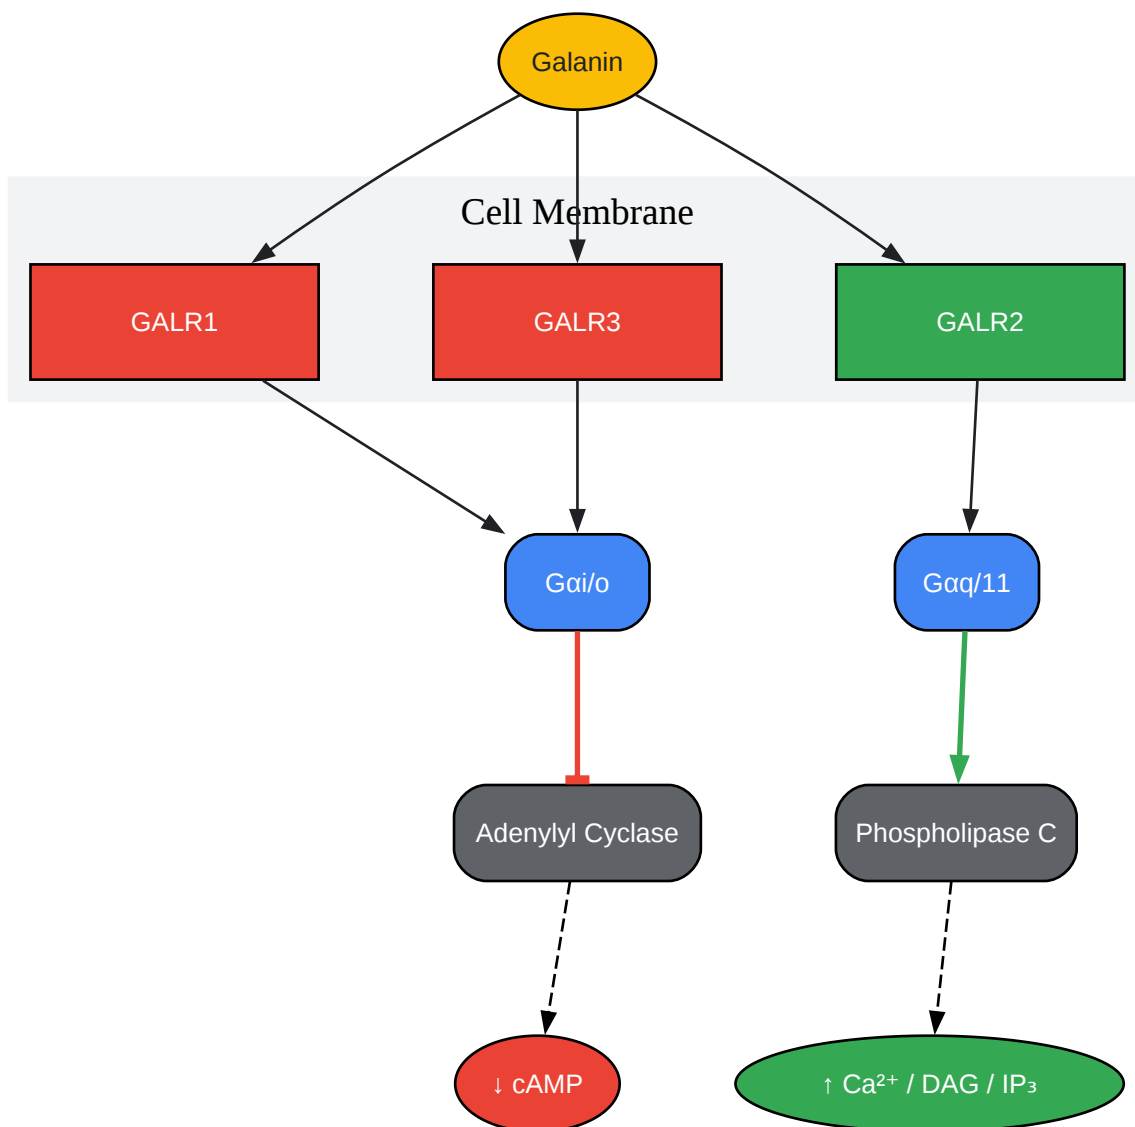 Galanin
Cell Membrane
GALR1
GALR3
GALR2
Gαi/o
Gαq/11
Adenylyl Cyclase
Phospholipase C
↓ cAMP
↑ Ca²⁺ / DAG / IP₃